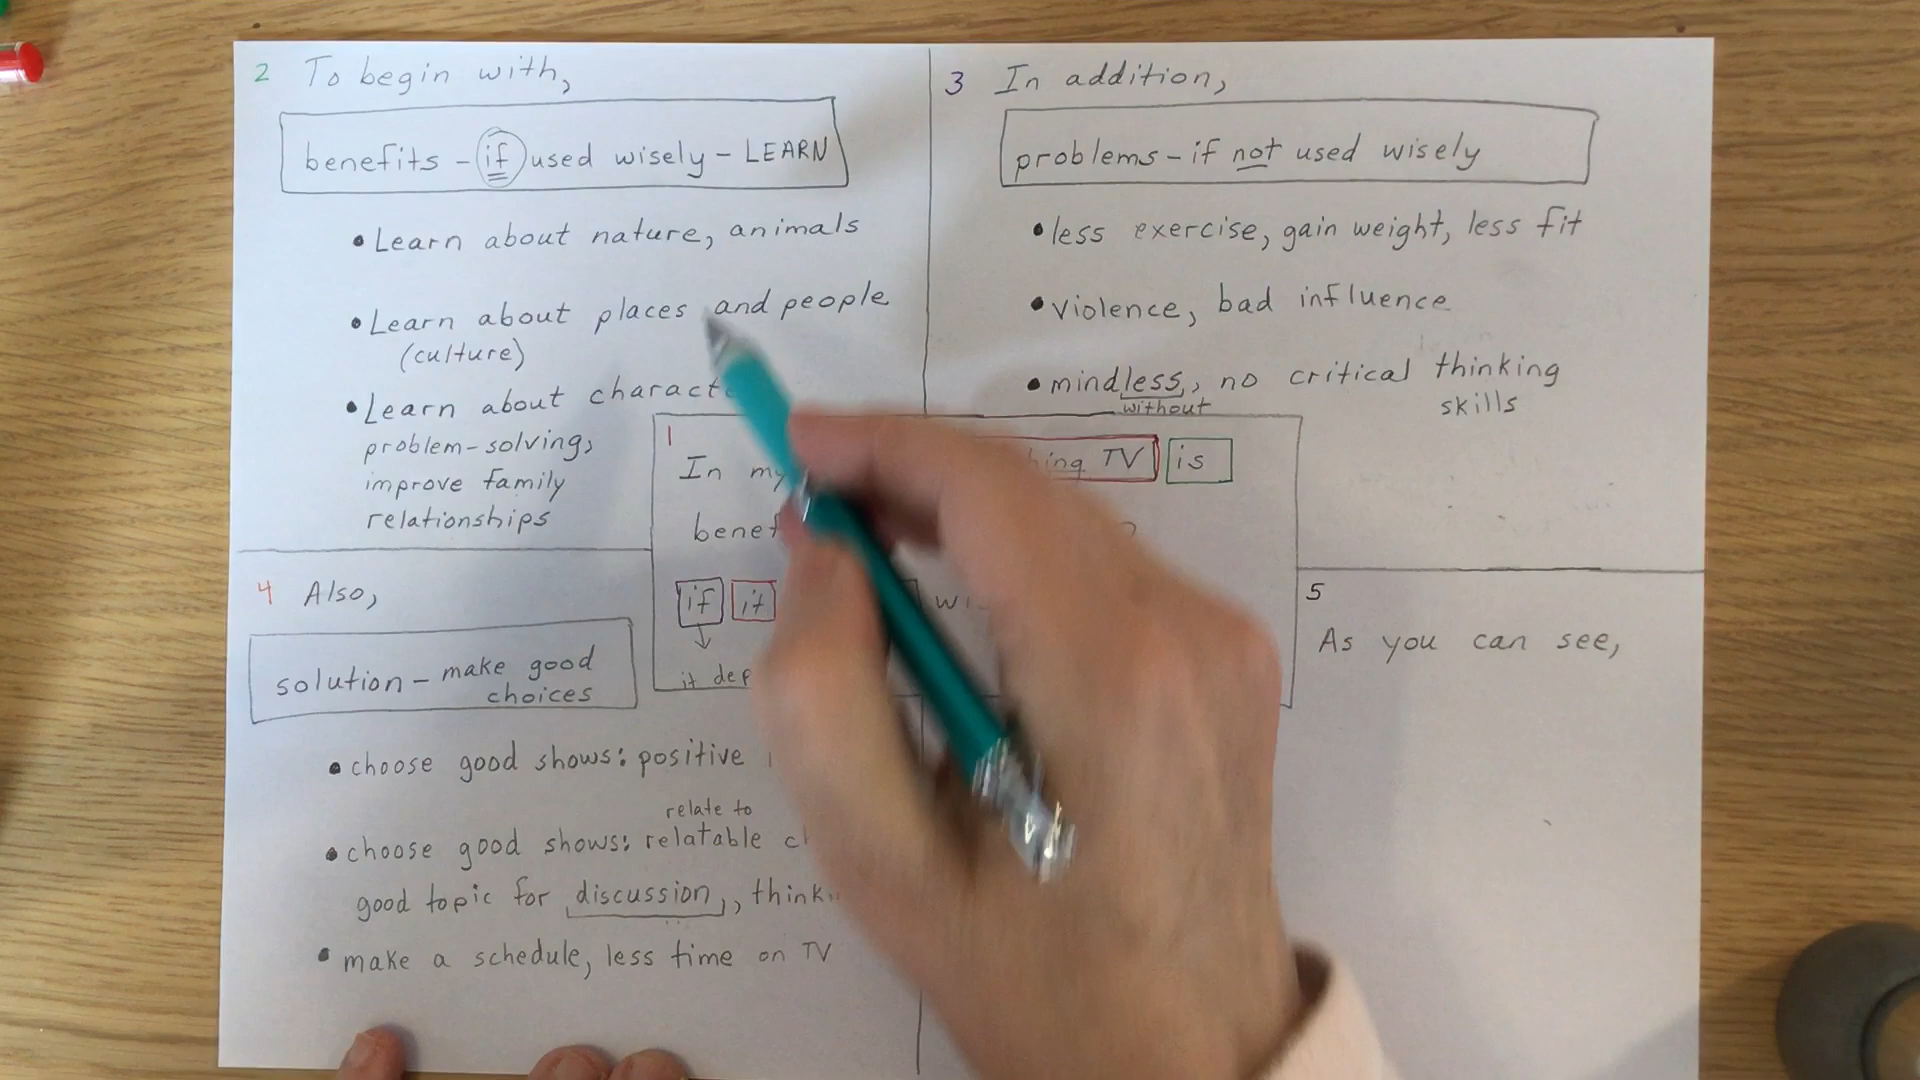 2 To begin with,
benefits - if used wisely - LEARN
• Learn about nature, animals
• Learn about places and people
(culture)
• Learn about
problem-solving,
improve family
relationships
3 In addition,
problems - if not used wisely
• less exercise, gain weight, less fit
• violence, bad influence
• mindless, no critical thinking
without
skills
1
In my TV is
if it
it
4 Also,
solution - make good
choices
• choose good shows: positive
relate to
• choose good shows: relatable
good topic for discussion,
• make a schedule, less time on TV
5
As you can see,